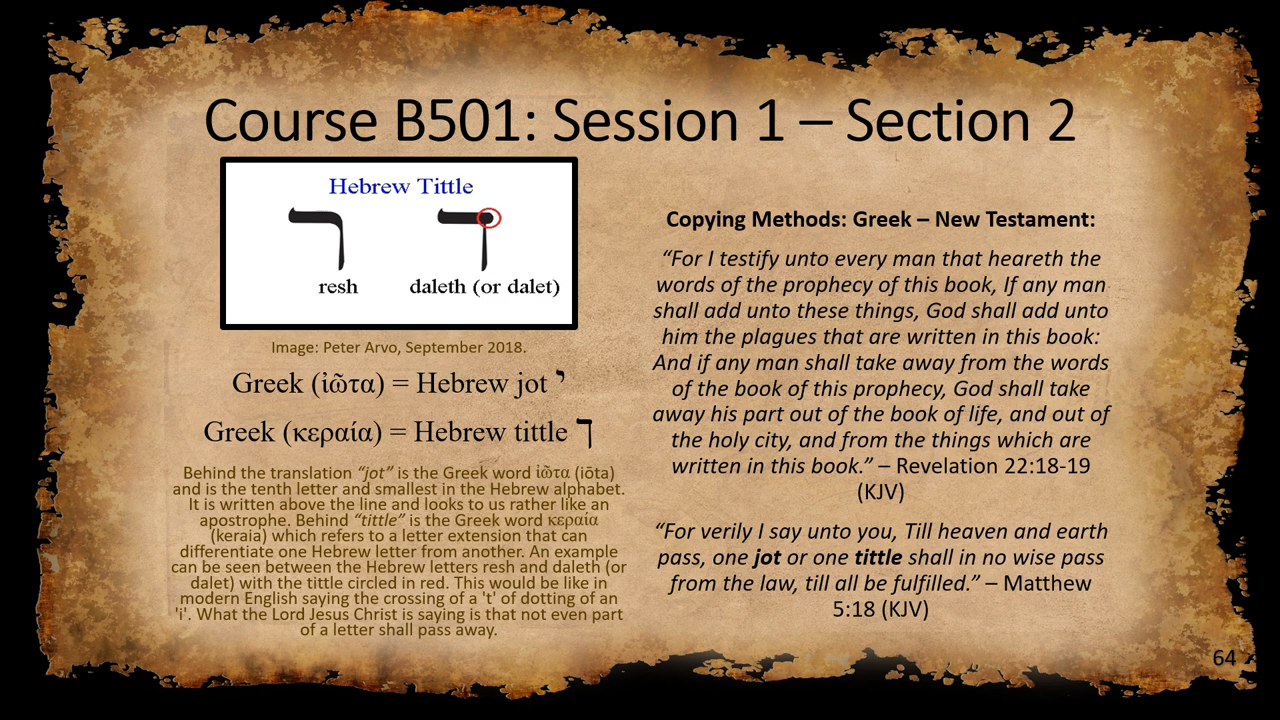 Course B501: Session 1 – Section 2
Hebrew Tittle
ר ד
resh daleth (or dalet)
Image: Peter Arvo, September 2018.
Greek (ἰῶτα) = Hebrew jot י
Greek (κεραία) = Hebrew tittle ד
Behind the translation “jot” is the Greek word ἰῶτα (iōta)
and is the tenth letter and smallest in the Hebrew alphabet.
It is written above the line and looks to us rather like an
apostrophe. Behind “tittle” is the Greek word κεραία
(keraia) which refers to a letter extension that can
differentiate one Hebrew letter from another. An example
can be seen between the Hebrew letters resh and daleth (or
dalet) with the tittle circled in red. This would be like in
modern English saying the crossing of a 't' of dotting of an
'i'. What the Lord Jesus Christ is saying is that not even part
of a letter shall pass away.
Copying Methods: Greek – New Testament:
“For I testify unto every man that heareth the
words of the prophecy of this book, If any man
shall add unto these things, God shall add unto
him the plagues that are written in this book:
And if any man shall take away from the words
of the book of this prophecy, God shall take
away his part out of the book of life, and out of
the holy city, and from the things which are
written in this book.” – Revelation 22:18-19
(KJV)
“For verily I say unto you, Till heaven and earth
pass, one jot or one tittle shall in no wise pass
from the law, till all be fulfilled.” – Matthew
5:18 (KJV)
64